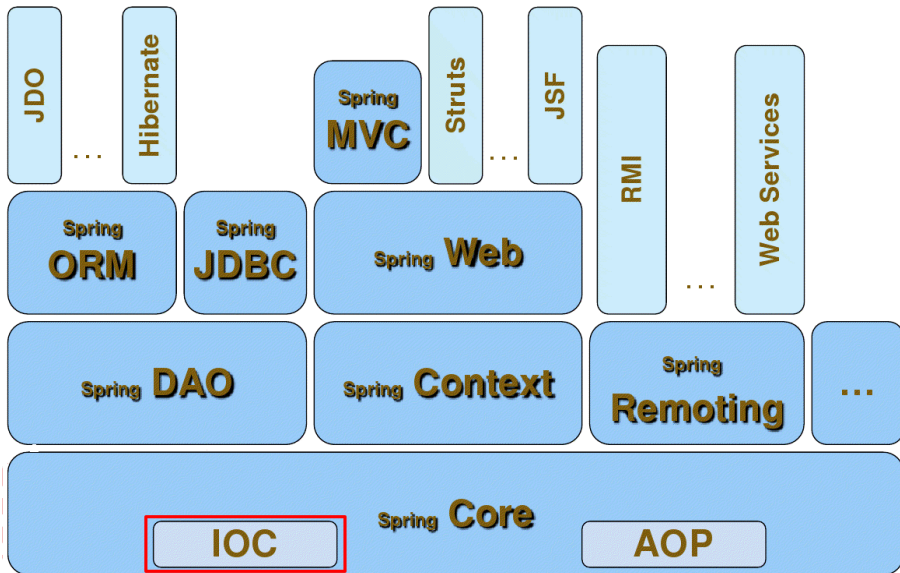 JDO
...
Hibernate
Spring
MVC
Struts
...
JSF
RMI
...
Web Services
Spring
ORM
Spring
JDBC
Spring Web
Spring DAO
Spring Context
Spring
Remoting
...
Spring Core
IOC
AOP